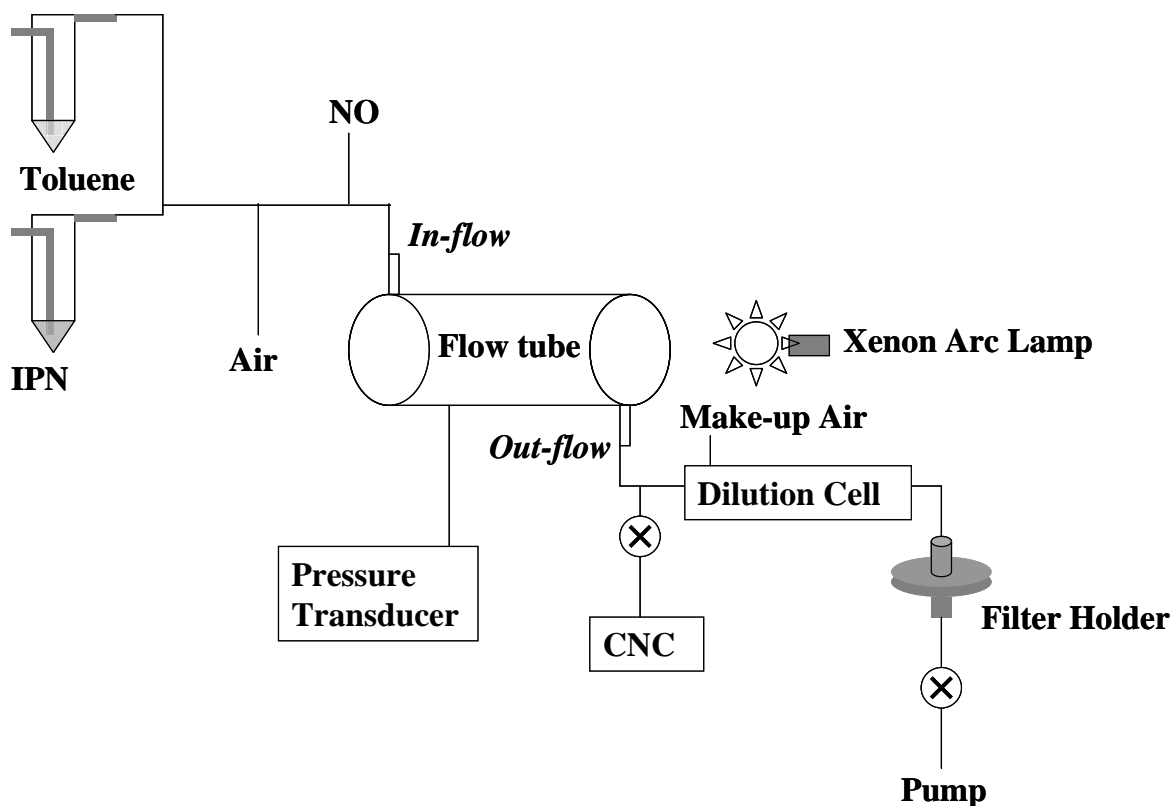 NO
Toluene
In-flow
IPN
Air
Flow tube
Xenon Arc Lamp
Make-up Air
Out-flow
Dilution Cell
Pressure
Transducer
CNC
Filter Holder
Pump